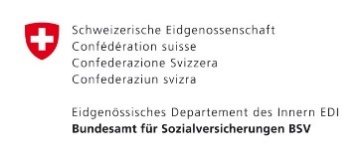 Schweizerische Eidgenossenschaft
Confédération suisse
Confederazione Svizzera
Confederaziun svizra
Eidgenössisches Departement des Innern EDI
Bundesamt für Sozialversicherungen BSV